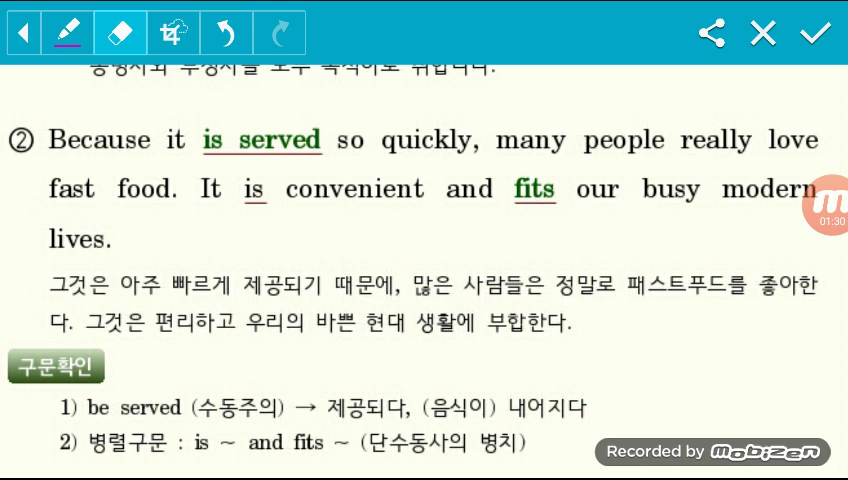 ② Because it is served so quickly, many people really love
fast food. It is convenient and fits our busy modern
lives.
01:30
그것은 아주 빠르게 제공되기 때문에, 많은 사람들은 정말로 패스트푸드를 좋아한
다. 그것은 편리하고 우리의 바쁜 현대 생활에 부합한다.
구문확인
1) be served (수동주의) → 제공되다, (음식이) 내어지다
2) 병렬구문 : is ~ and fits ~ (단수동사의 병치)
Recorded by mobizen